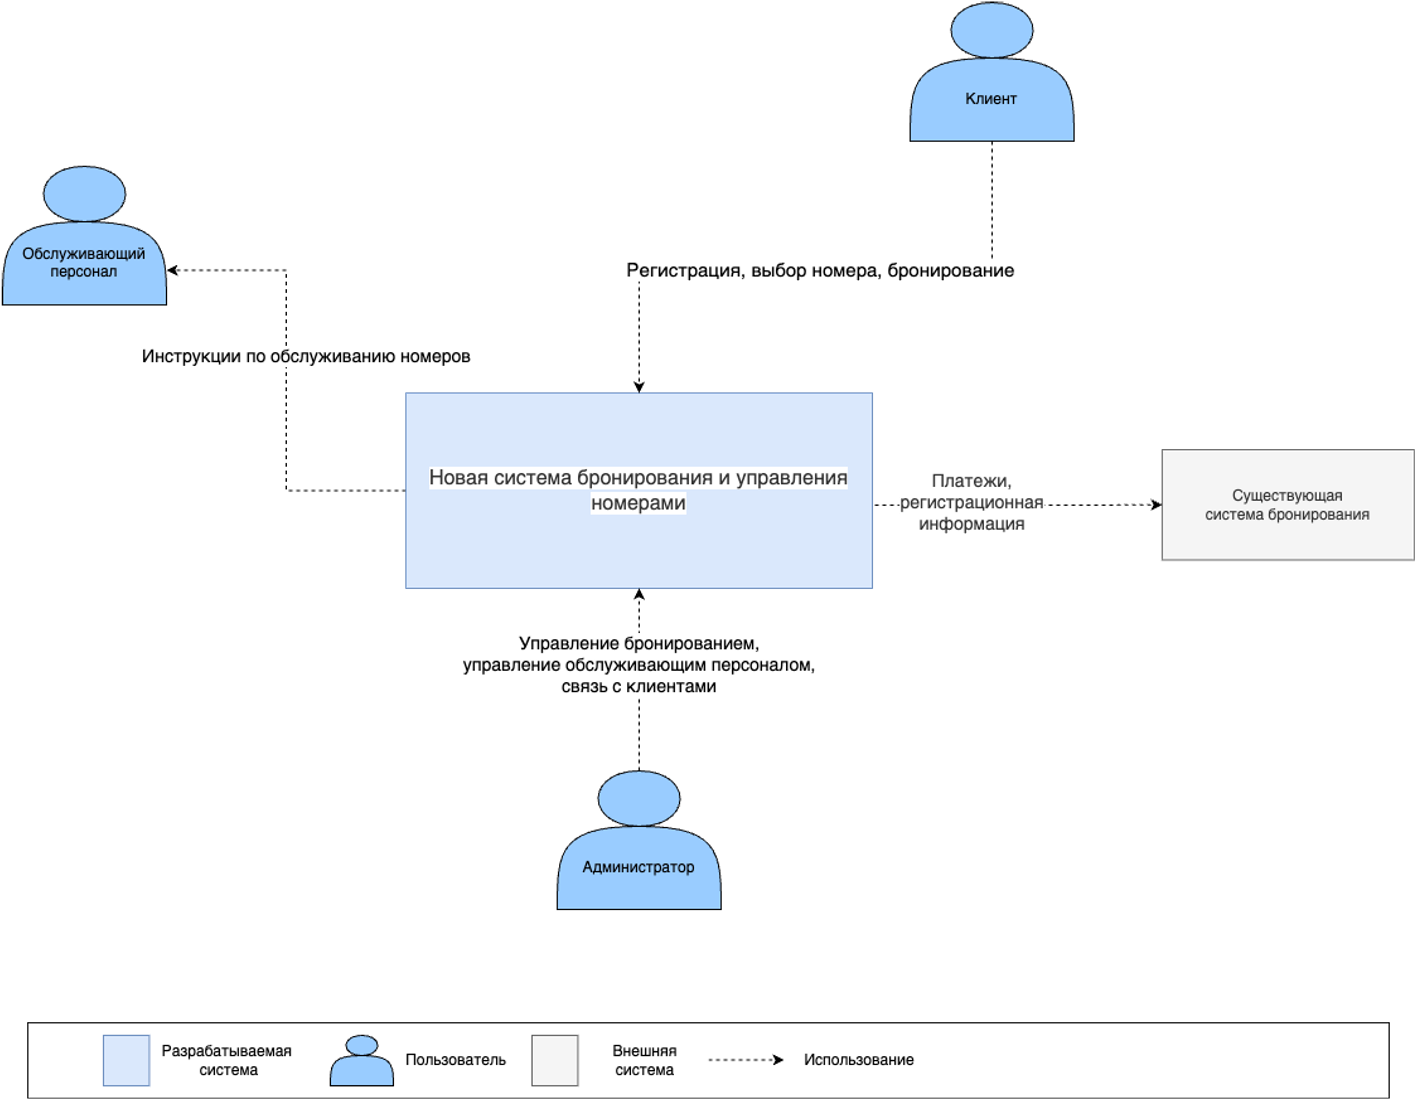 Клиент
Обслуживающий
персонал
Регистрация, выбор номера, бронирование
Инструкции по обслуживанию номеров
Новая система бронирования и управления
номерами
Платежи,
регистрационная
информация
Существующая
система бронирования
Управление бронированием,
управление обслуживающим персоналом,
связь с клиентами
Администратор
Разрабатываемая
система
Пользователь
Внешняя
система
Использование